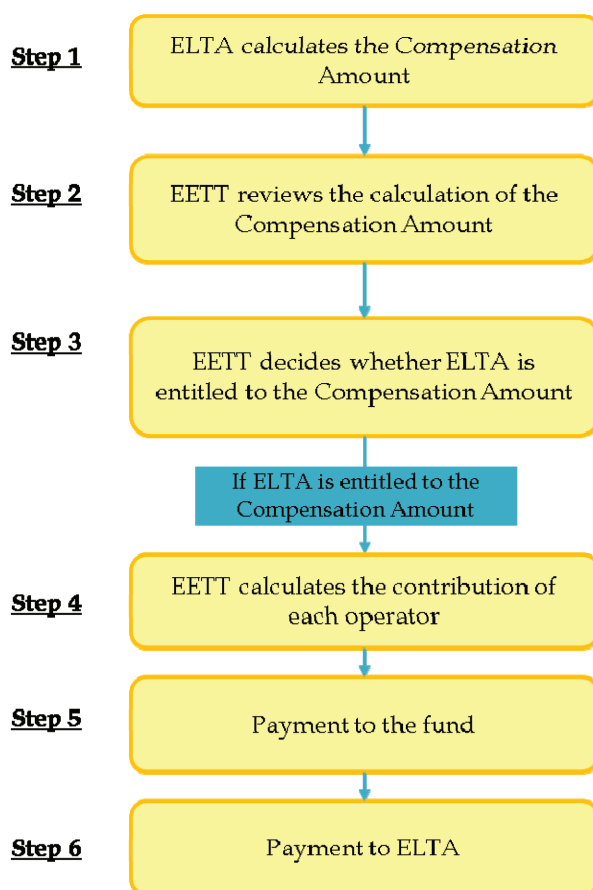 Step 1
ELTA calculates the Compensation
Amount
Step 2
EETT reviews the calculation of the
Compensation Amount
Step 3
EETT decides whether ELTA is
entitled to the Compensation Amount
If ELTA is entitled to the
Compensation Amount
Step 4
EETT calculates the contribution of
each operator
Step 5
Payment to the fund
Step 6
Payment to ELTA